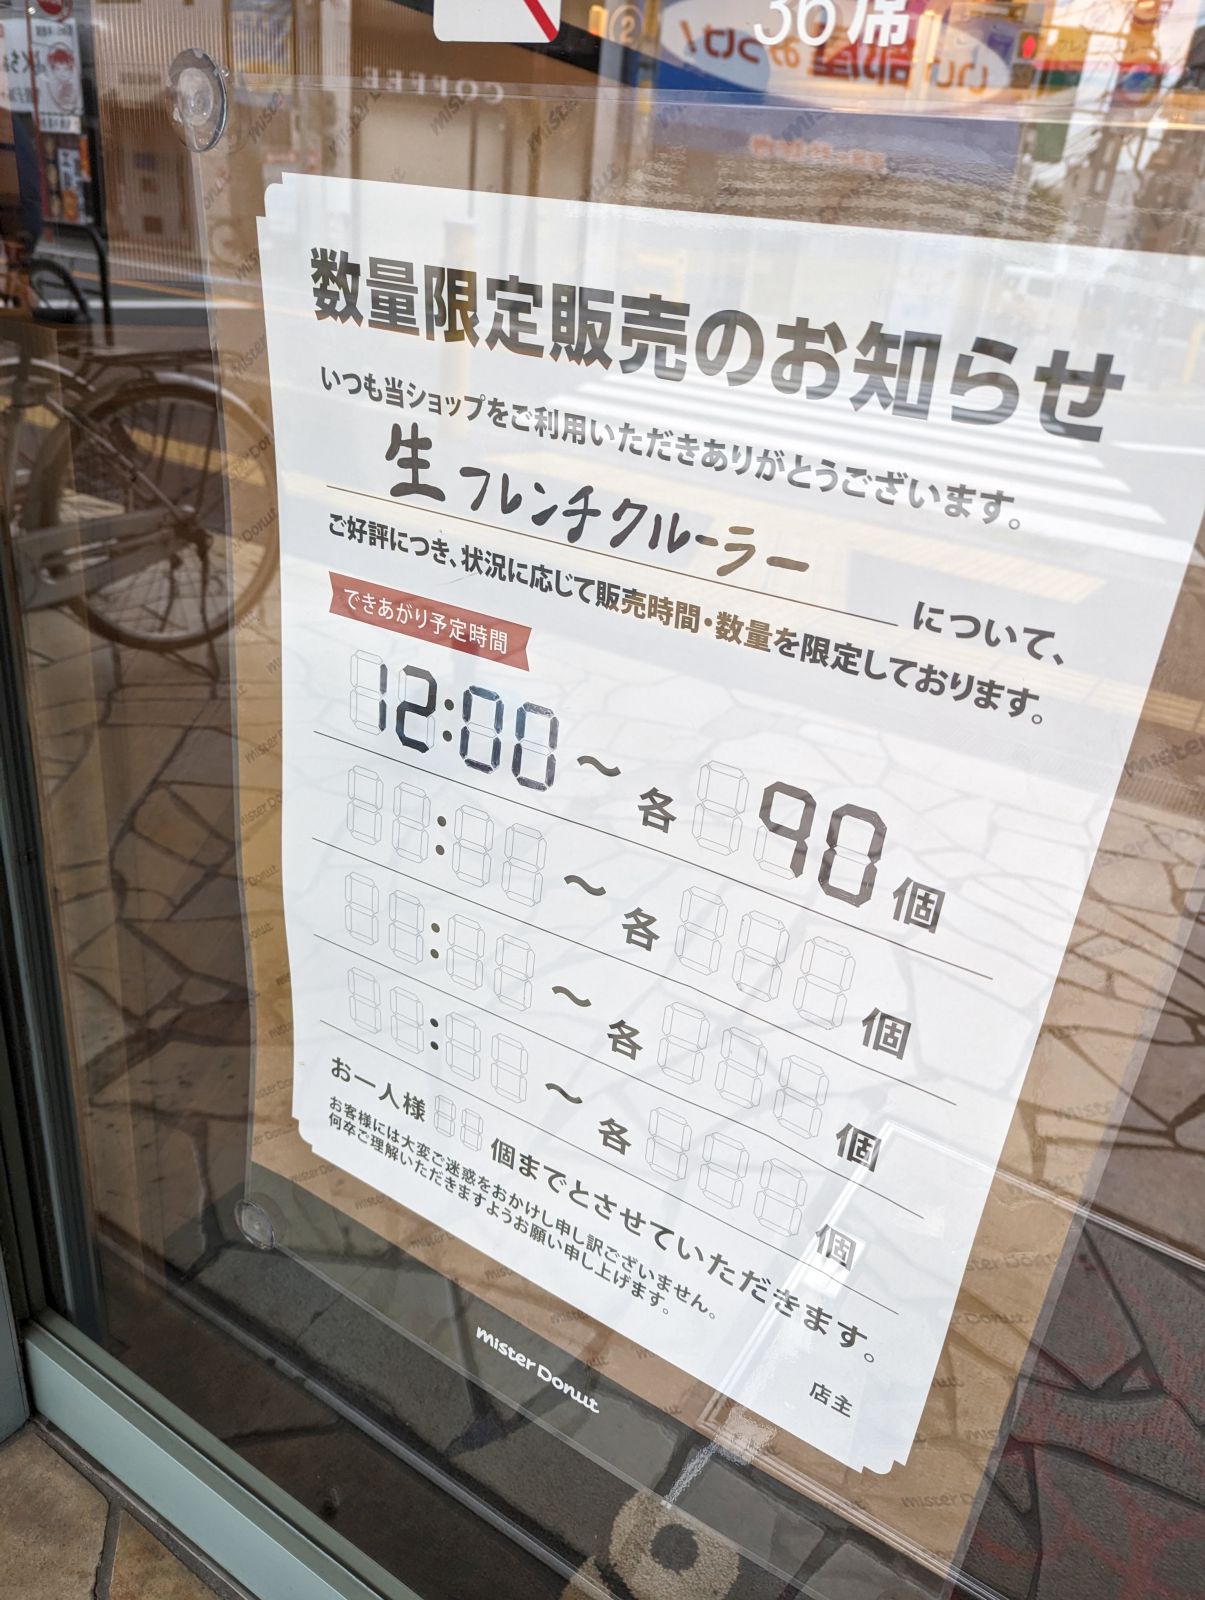 36席
COFFEE
いい部屋みつけ!
数量限定販売のお知らせ
いつも当ショップをご利用いただきありがとうございます。
生フレンチクルーラー について、
ご好評につき、状況に応じて販売時間・数量を限定しております。
できあがり予定時間
12:00 ～ 各 90 個
: ～ 各 個
: ～ 各 個
: ～ 各 個
お一人様 個までとさせていただきます。
お客様には大変ご迷惑をおかけし申し訳ございません。
何卒ご理解いただきますようお願い申し上げます。
店主
mister Donut